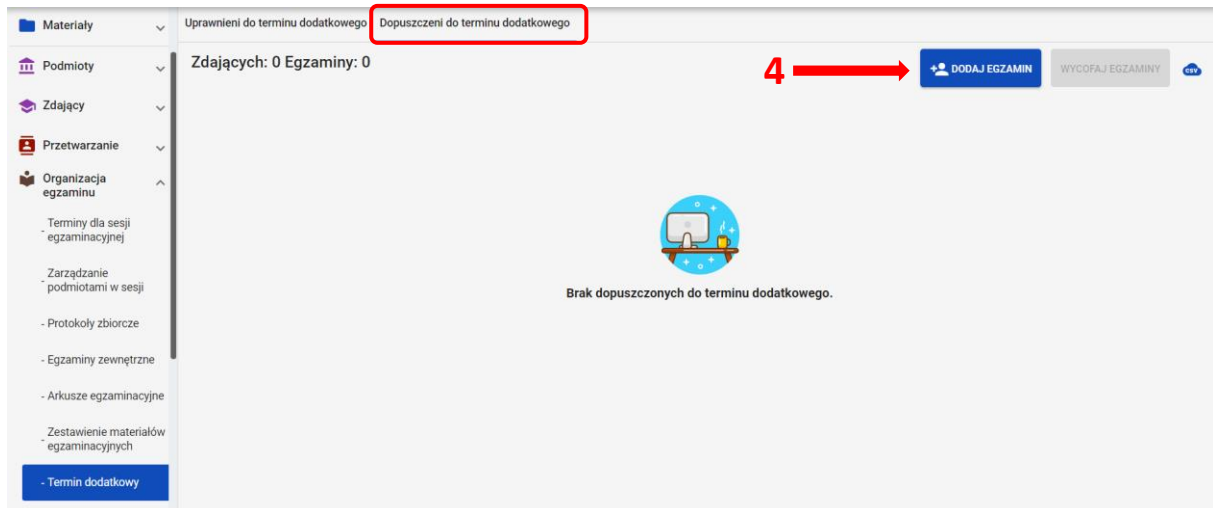 Materiały
Podmioty
Zdający
Przetwarzanie
Organizacja
egzaminu
- Terminy dla sesji
egzaminacyjnej
- Zarządzanie
podmiotami w sesji
- Protokoły zbiorcze
- Egzaminy zewnętrzne
- Arkusze egzaminacyjne
- Zestawienie materiałów
egzaminacyjnych
- Termin dodatkowy
Uprawnieni do terminu dodatkowego Dopuszczeni do terminu dodatkowego
Zdających: 0 Egzaminy: 0
4
DODAJ EGZAMIN
WYCOFAJ EGZAMINY
CSV
Brak dopuszczonych do terminu dodatkowego.